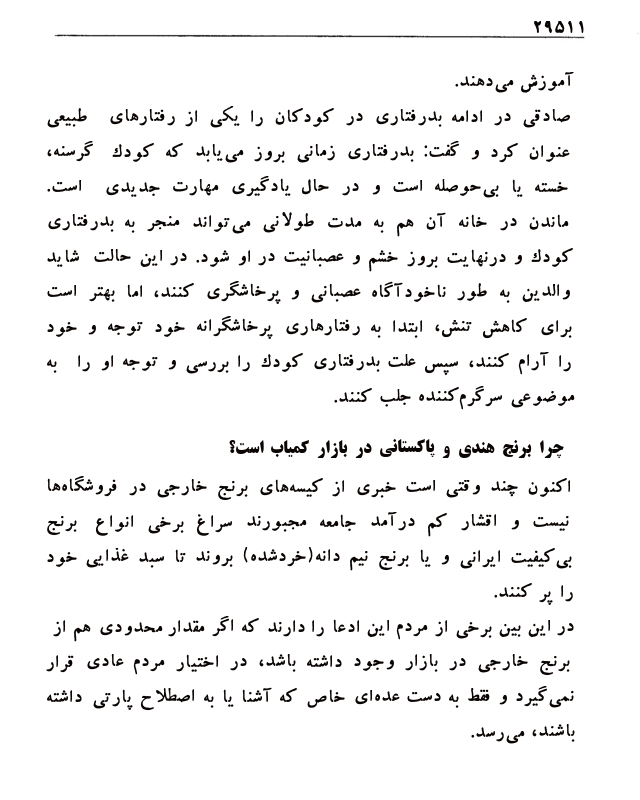 ۲۹۵۱۱
آموزش می‌دهند.
صادقی در ادامه بدرفتاری در کودکان را یکی از رفتارهای طبیعی
عنوان کرد و گفت: بدرفتاری زمانی بروز می‌یابد که کودك گرسنه،
خسته یا بی‌حوصله است و در حال یادگیری مهارت جدیدی است.
ماندن در خانه آن هم به مدت طولانی می‌تواند منجر به بدرفتاری
کودك و درنهایت بروز خشم و عصبانیت در او شود. در این حالت شاید
والدین به طور ناخودآگاه عصبانی و پرخاشگری کنند، اما بهتر است
برای کاهش تنش، ابتدا به رفتارهاری پرخاشگرانه خود توجه و خود
را آرام کنند، سپس علت بدرفتاری کودك را بررسی و توجه او را به
موضوعی سرگرم‌کننده جلب کنند.
چرا برنج هندی و پاکستانی در بازار کمیاب است؟
اکنون چند وقتی است خبری از کیسه‌های برنج خارجی در فروشگاه‌ها
نیست و اقشار کم درآمد جامعه مجبورند سراغ برخی انواع برنج
بی‌کیفیت ایرانی و یا برنج نیم دانه(خردشده) بروند تا سبد غذایی خود
را پر کنند.
در این بین برخی از مردم این ادعا را دارند که اگر مقدار محدودی هم از
برنج خارجی در بازار وجود داشته باشد، در اختیار مردم عادی قرار
نمی‌گیرد و فقط به دست عده‌ای خاص که آشنا یا به اصطلاح پارتی داشته
باشند، می‌رسد.